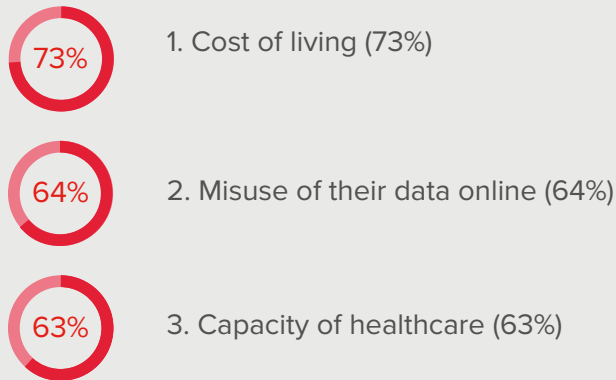 73%
1. Cost of living (73%)
64%
2. Misuse of their data online (64%)
63%
3. Capacity of healthcare (63%)